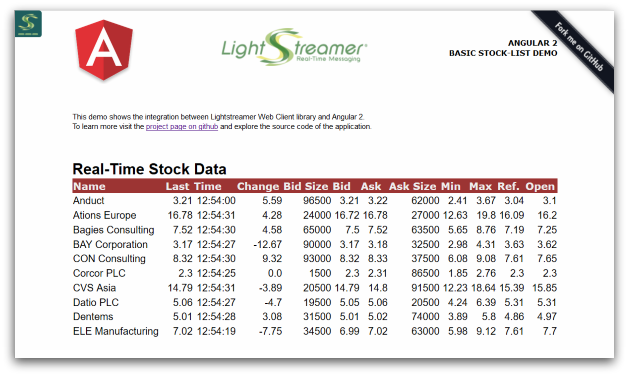 LightStreamer
Real-Time Messaging
ANGULAR 2
BASIC STOCK-LIST DEMO
Fork me on GitHub
This demo shows the integration between Lightstreamer Web Client library and Angular 2.
To learn more visit the project page on github and explore the source code of the application.
Real-Time Stock Data
Name Last Time Change Bid Size Bid Ask Ask Size Min Max Ref. Open
Anduct 3.21 12:54:00 5.59 96500 3.21 3.22 62000 2.41 3.67 3.04 3.1
Ations Europe 16.78 12:54:31 4.28 24000 16.72 16.78 27000 12.63 19.8 16.09 16.2
Bagies Consulting 7.52 12:54:30 4.58 65000 7.5 7.52 63500 5.65 8.76 7.19 7.25
BAY Corporation 3.17 12:54:27 -12.67 90000 3.17 3.18 32500 2.98 4.31 3.63 3.62
CON Consulting 8.32 12:54:30 9.32 93000 8.32 8.33 37500 6.08 9.08 7.61 7.65
Corcor PLC 2.3 12:54:25 0.0 1500 2.3 2.31 86500 1.85 2.76 2.3 2.3
CVS Asia 14.79 12:54:31 -3.89 20500 14.79 14.8 91500 12.23 18.64 15.39 15.85
Datio PLC 5.06 12:54:27 -4.7 19500 5.05 5.06 20500 4.24 6.39 5.31 5.31
Dentems 5.01 12:54:28 3.08 31500 5.01 5.02 74000 3.89 5.8 4.86 4.97
ELE Manufacturing 7.02 12:54:19 -7.75 34500 6.99 7.02 63000 5.98 9.12 7.61 7.7